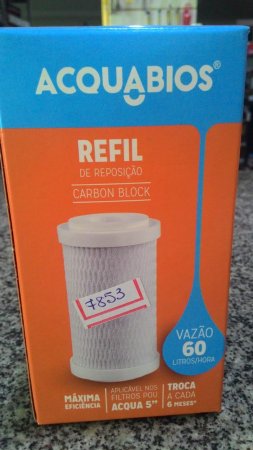 ACQUABIOS®
REFIL
DE REPOSIÇÃO
CARBON BLOCK
7853
VAZÃO
60
LITROS/HORA
MÁXIMA
EFICIÊNCIA
APLICÁVEL NOS
FILTROS POU
ACQUA 5"
TROCA
A CADA
6 MESES*